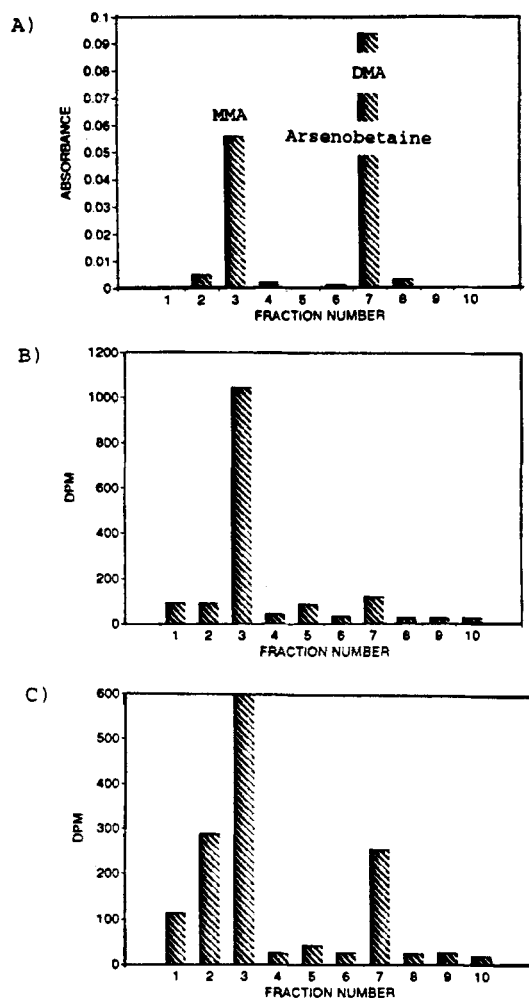 A)
0.1
0.09
0.08
0.07
0.06
0.05
0.04
0.03
0.02
0.01
0
ABSORBANCE
MMA
DMA
Arsenobetaine
1 2 3 4 5 6 7 8 9 10
FRACTION NUMBER
B)
1200
1000
800
600
400
200
0
DPM
1 2 3 4 5 6 7 8 9 10
FRACTION NUMBER
C)
600
500
400
300
200
100
0
DPM
1 2 3 4 5 6 7 8 9 10
FRACTION NUMBER